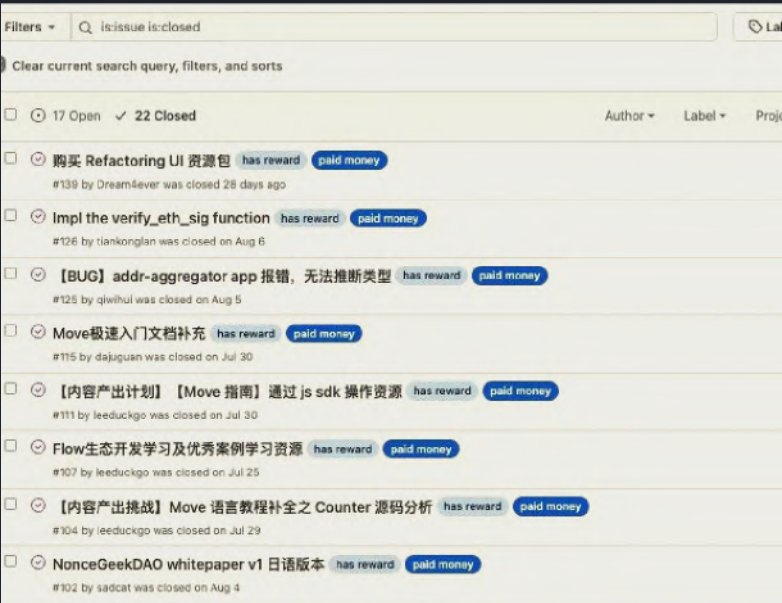 Filters
is:issue is:closed
Clear current search query, filters, and sorts
17 Open 22 Closed Author Label
购买 Refactoring UI 资源包 has reward paid money
#139 by Dream4ever was closed 28 days ago
Impl the verify_eth_sig function has reward paid money
#126 by tiankonglan was closed on Aug 6
【BUG】addr-aggregator app 报错，无法推断类型 has reward paid money
#125 by qiwihui was closed on Aug 5
Move极速入门文档补充 has reward paid money
#115 by dajuguan was closed on Jul 30
【内容产出计划】【Move 指南】通过 js sdk 操作资源 has reward paid money
#111 by leeduckgo was closed on Jul 30
Flow生态开发学习及优秀案例学习资源 has reward paid money
#107 by leeduckgo was closed on Jul 25
【内容产出挑战】Move 语言教程补全之 Counter 源码分析 has reward paid money
#104 by leeduckgo was closed on Jul 29
NonceGeekDAO whitepaper v1 日语版本 has reward paid money
#102 by sadcat was closed on Aug 4